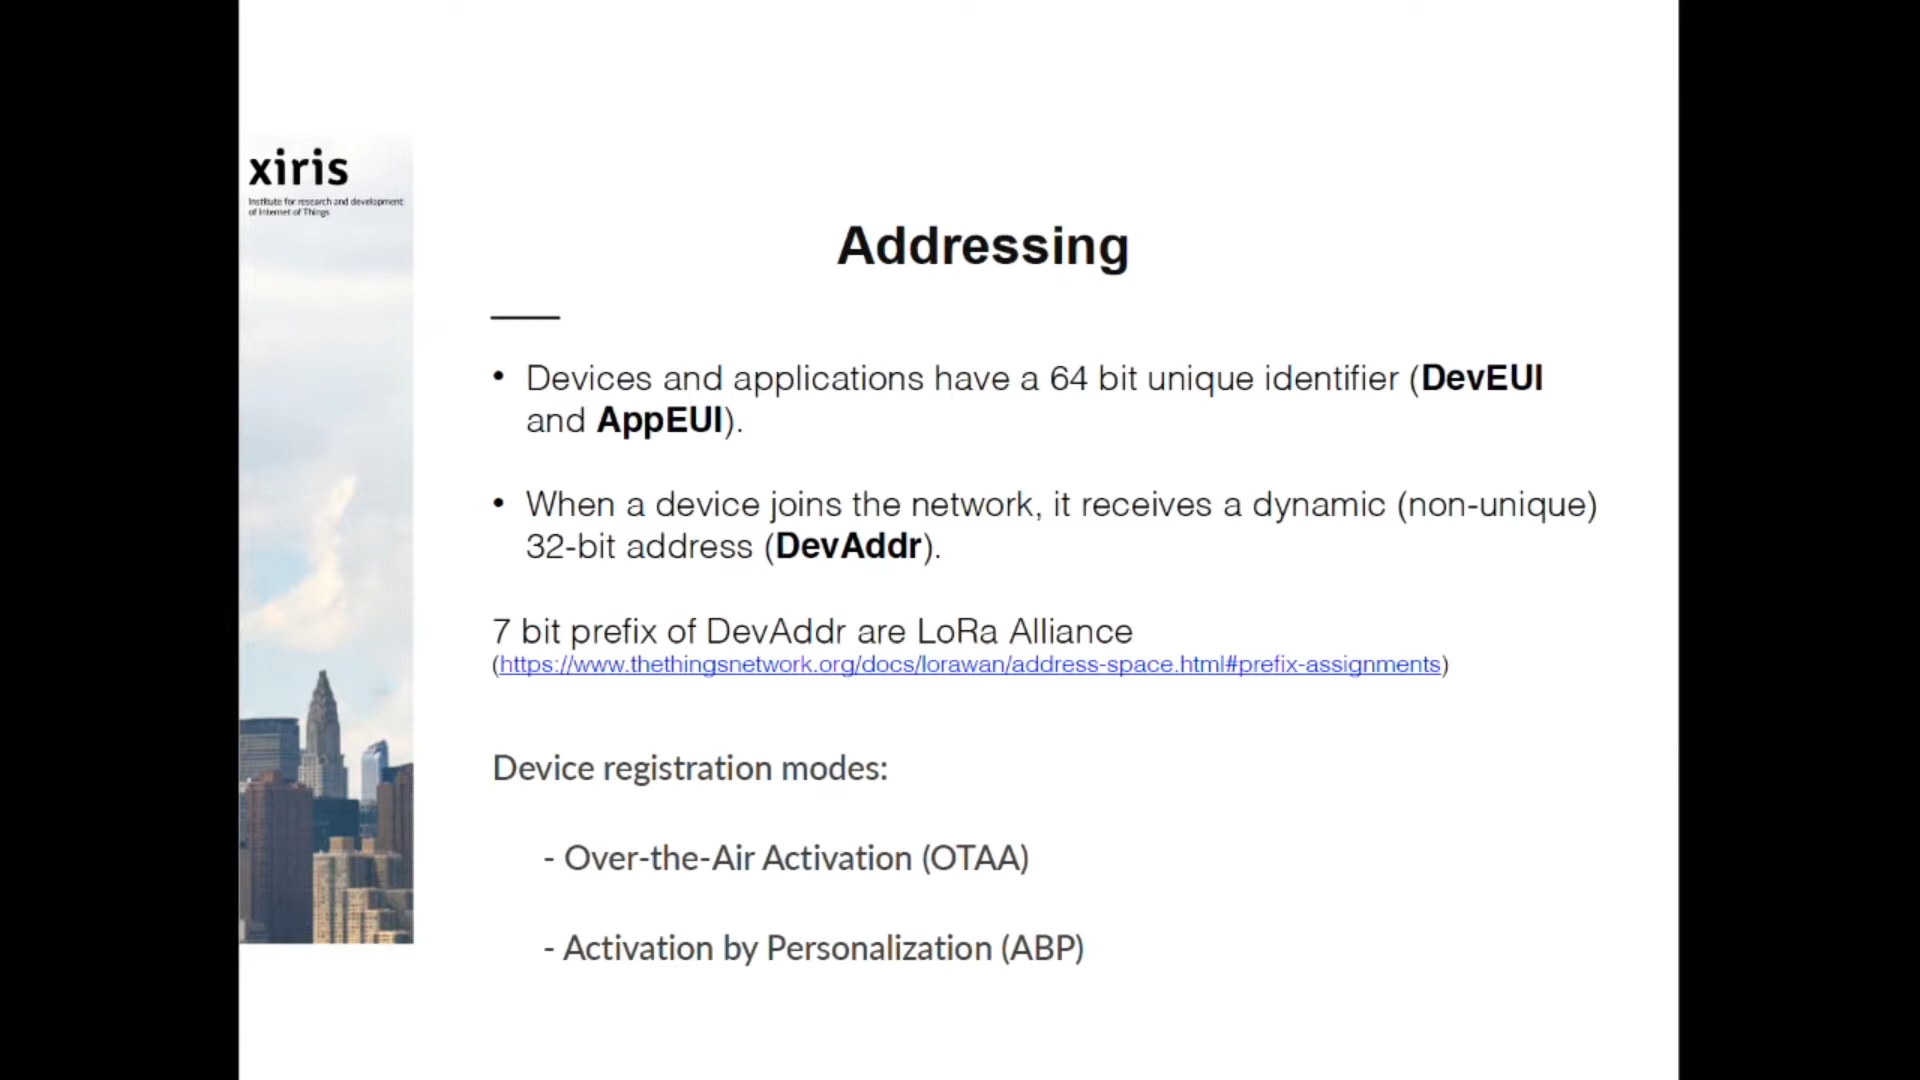 xiris
Institute for research and development
of Internet of Things
Addressing
• Devices and applications have a 64 bit unique identifier (DevEUI
and AppEUI).
• When a device joins the network, it receives a dynamic (non-unique)
32-bit address (DevAddr).
7 bit prefix of DevAddr are LoRa Alliance
(https://www.thethingsnetwork.org/docs/lorawan/address-space.html#prefix-assignments)
Device registration modes:
- Over-the-Air Activation (OTAA)
- Activation by Personalization (ABP)